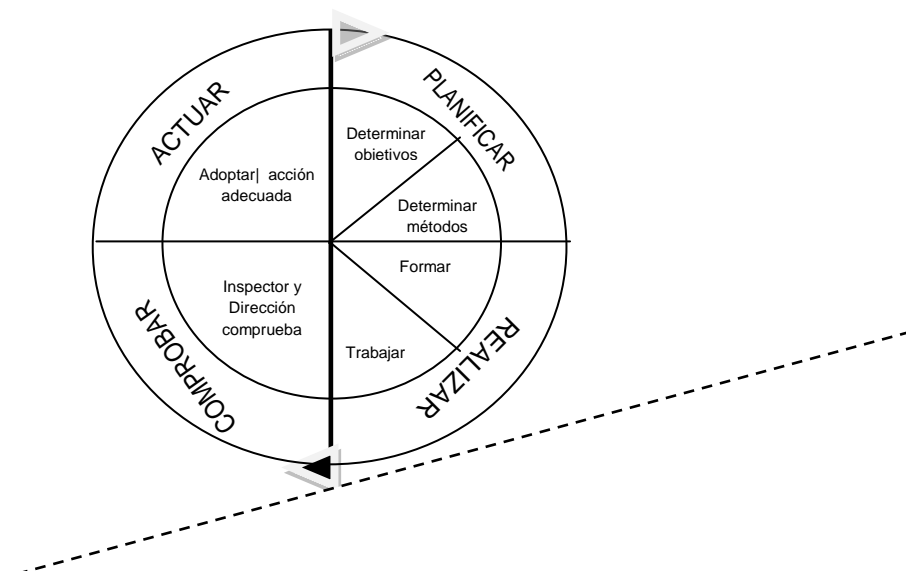 ACTUAR
PLANIFICAR
Determinar
obietivos
Adoptar| acción
adecuada
Determinar
métodos
Formar
Inspector y
Dirección
comprueba
Trabajar
COMPROBAR
REALIZAR